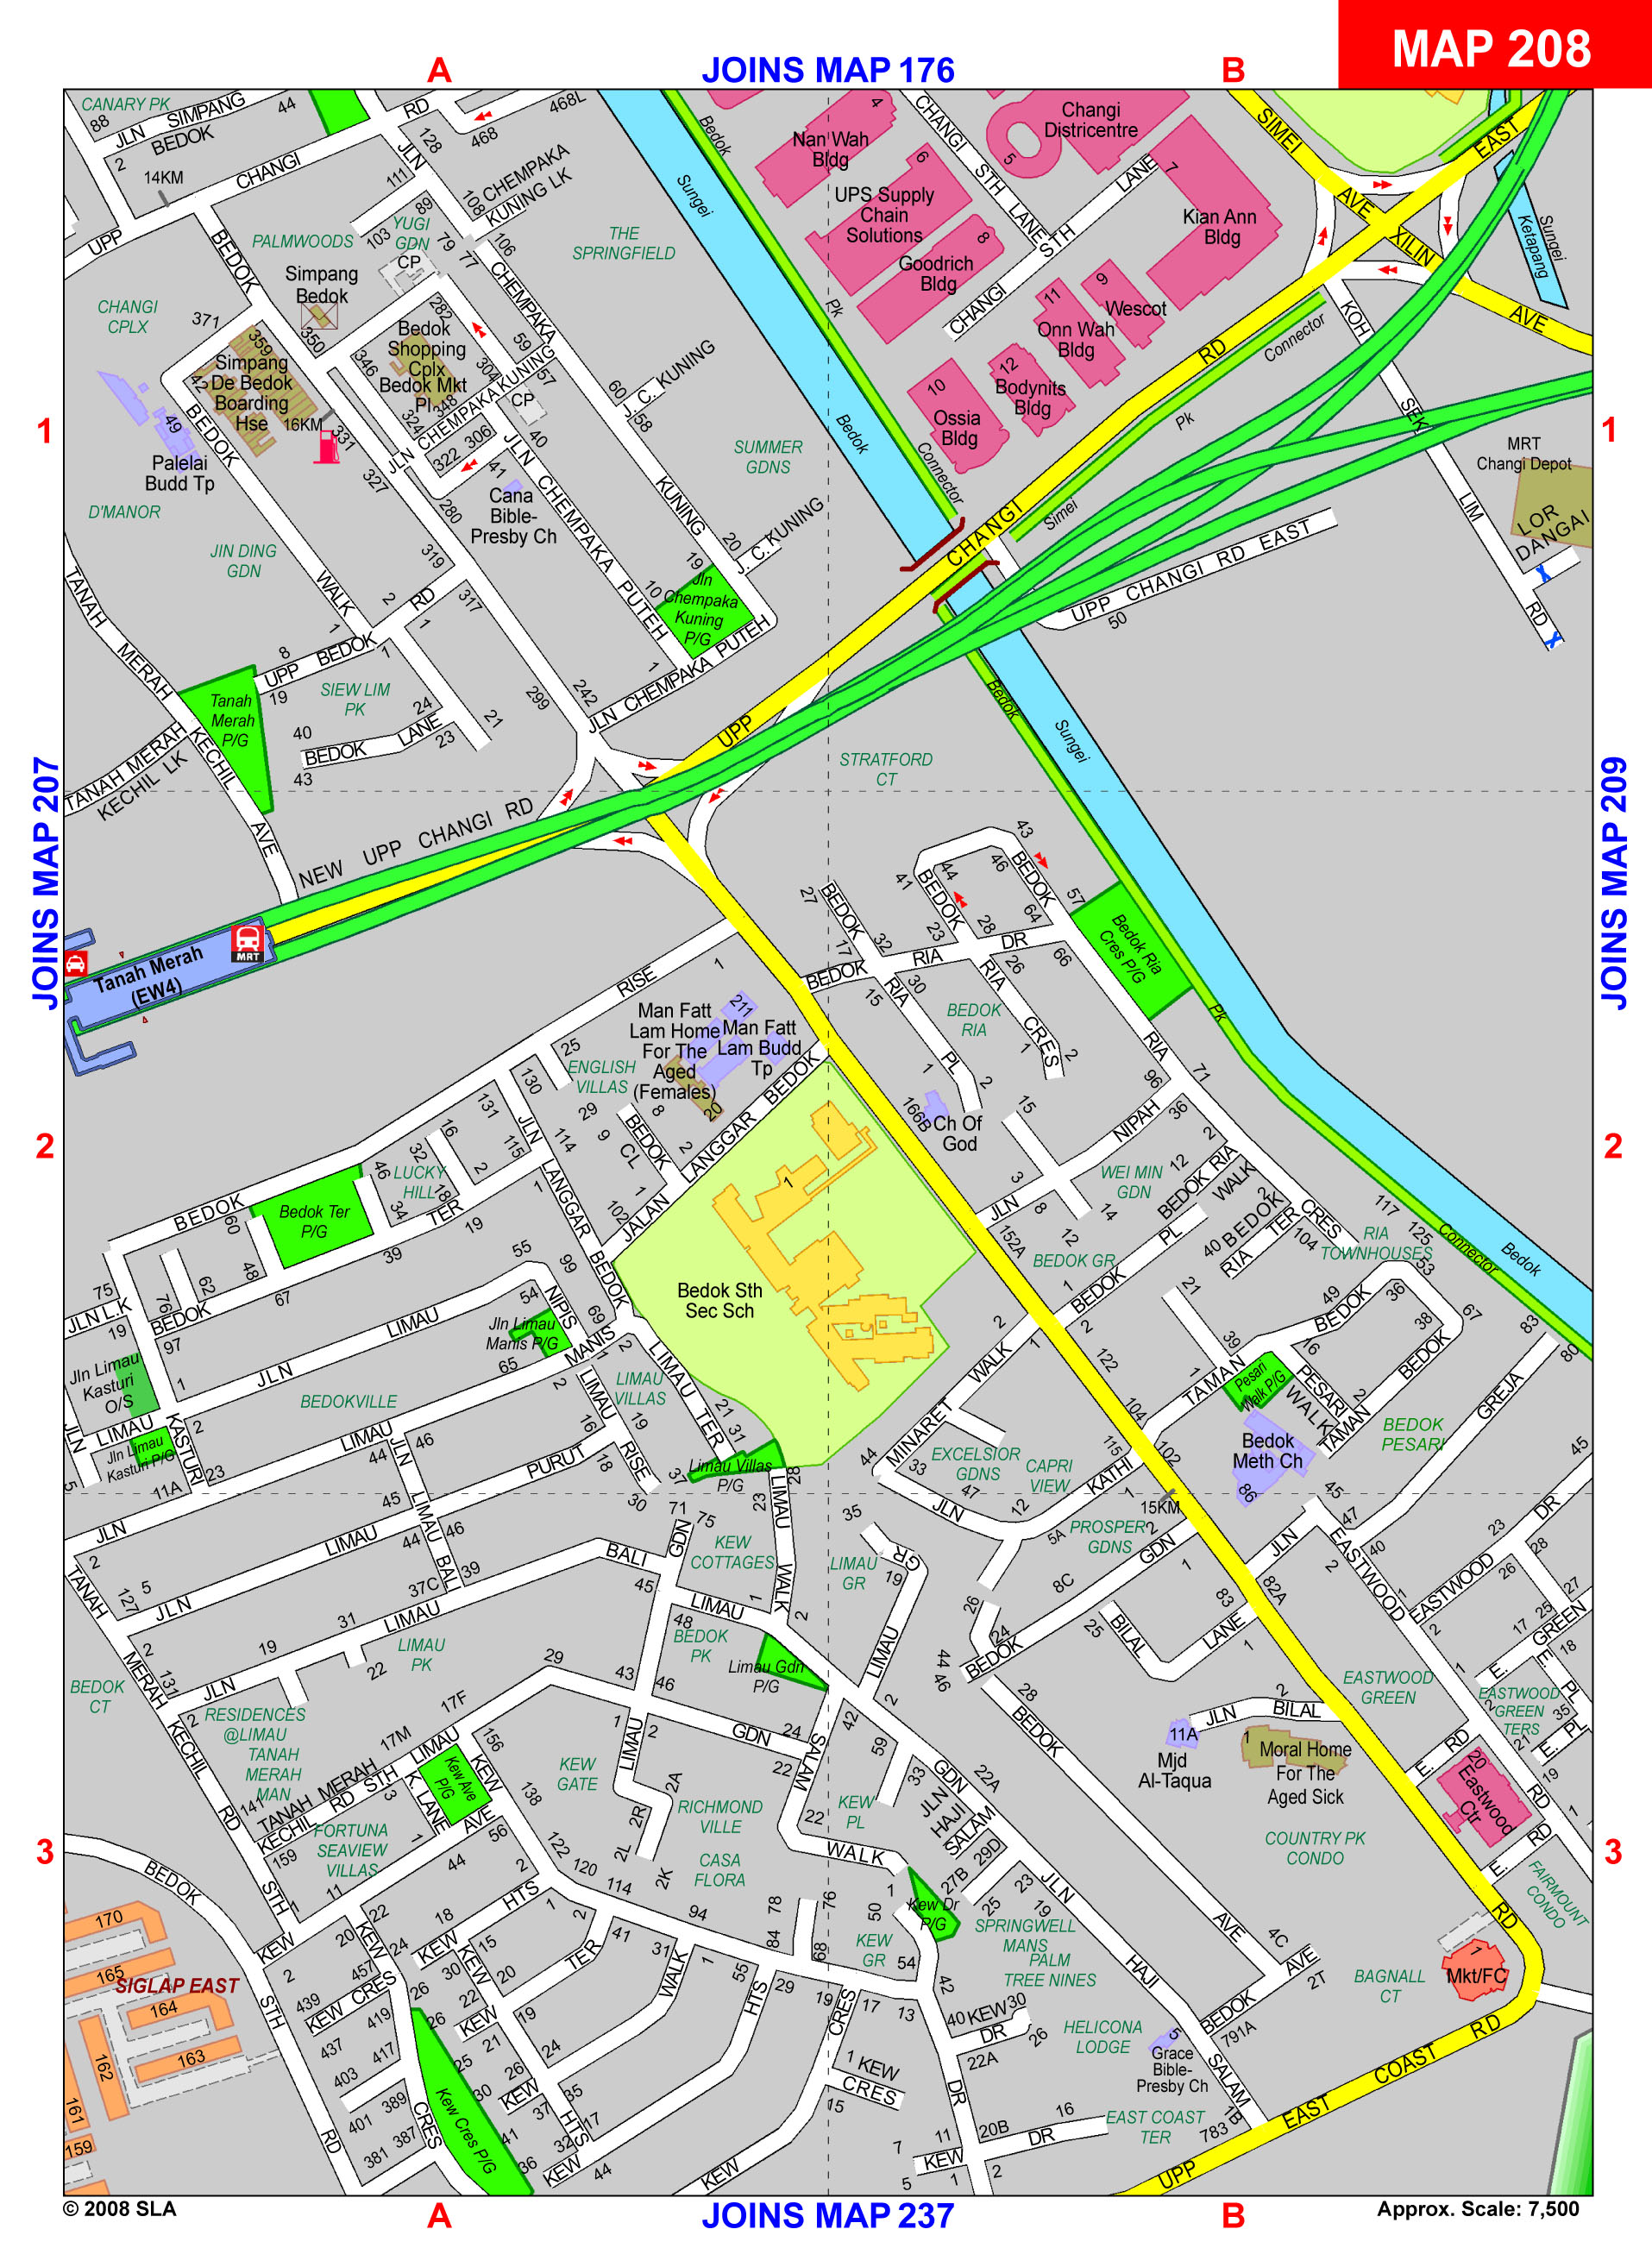 MAP 208
A
JOINS MAP 176
B
CANARY PK
88
JLN SIMPANG
BEDOK
44
2
14KM
CHANGI
RD
UPP
468L
468
128
JLN
111
108
CHEMPAKA
KUNING LK
89
103
YUGI
GDN
CP
79
77
106
PALMWOODS
THE
SPRINGFIELD
BEDOK
Simpang
Bedok
CHANGI
CPLX
371
359
350
346
282
Bedok
Shopping
Cplx
Bedok Mkt
Pl
348
324
304
59
57
CP
Simpang
De Bedok
Boarding
Hse
42
49
16KM
331
327
JLN CHEMPAKA KUNING
322
306
41
40
280
CHEMPAKA
KUNING
60
58
J. C. KUNING
SUMMER
GDNS
Palelai
Budd Tp
D'MANOR
JIN DING
GDN
BEDOK
WALK
Cana
Bible-
Presby Ch
JLN CHEMPAKA PUTEH
319
317
20
19
J. C. KUNING
10
Jln
Chempaka
Kuning
P/G
1
JLN CHEMPAKA PUTEH
TANAH MERAH KECHIL AVE
2
RD
1
8
UPP BEDOK
1
1
19
SIEW LIM
PK
Tanah
Merah
P/G
40
24
BEDOK LANE
43
23
21
299
242
TANAH MERAH
KECHIL LK
Sungei
Bedok
Bedok
Pk
Connector
Nan Wah
Bldg
4
UPS Supply
Chain
Solutions
6
Goodrich
Bldg
8
CHANGI STH LANE
5
Changi
Districentre
7
CHANGI STH LANE
Kian Ann
Bldg
9
Wescot
11
Onn Wah
Bldg
12
Bodynits
Bldg
10
Ossia
Bldg
SIMEI AVE
EAST
XILIN AVE
RD
Sungei
Ketapang
Simei
Pk
Connector
KOH SEK LIM RD
MRT
Changi Depot
LOR
DANGAI
UPP CHANGI
UPP CHANGI RD EAST
50
1
1
JOINS MAP 207
JOINS MAP 209
STRATFORD
CT
Bedok
Sungei
NEW UPP CHANGI RD
MRT
Tanah Merah
(EW4)
2
2
43
46
44
41
BEDOK
BEDOK
64
57
Bedok Ria
Cres P/G
27
BEDOK
17
32
23
28
RIA
DR
66
BEDOK
26
30
15
RIA
RIA
BEDOK
RIA
CRES
1
2
PL
1
2
Pk
RIA
96
71
BEDOK
RISE
1
25
Man Fatt
Lam Home
For The
Aged
(Females)
211
Man Fatt
Lam Budd
Tp
ENGLISH
VILLAS
29
9
8
20
2
BEDOK
CL
1
102
JALAN LANGGAR BEDOK
130
131
JLN
LANGGAR
BEDOK
114
115
1
16
32
46
LUCKY
HILL
18
34
2
TER
19
39
Bedok Ter
P/G
60
48
62
76
67
BEDOK
75
JLN L.K
19
97
Jln Limau
Kasturi
O/S
55
99
54
69
NIPIS
Jln Limau
Manis P/G
65
MANIS
JLN
LIMAU
1
2
BEDOKVILLE
LIMAU
VILLAS
LIMAU TER
21
31
37
Limau Villas
P/G
28
23
LIMAU WALK
JLN LIMAU KASTURI
Jln Limau
Kasturi P/G
11A
23
2
5
44
46
LIMAU
JLN
PURUT
LIMAU
RISE
1
2
16
19
18
30
Bedok Sth
Sec Sch
1
166B
Ch Of
God
15
3
JLN
NIPAH
36
2
WEI MIN
GDN
8
14
12
12
BEDOK RIA
WALK
2
152A
BEDOK GR
BEDOK PL
1
2
40
BEDOK
RIA TER
CRES
104
117
125
RIA
TOWNHOUSES
53
Connector
Bedok
21
39
49
BEDOK
36
38
67
83
80
TAMAN
1
16
Pesari
Walk P/G
PESARI
WALK
TAMAN
BEDOK
2
BEDOK
PESARI
GREJA
45
Bedok
Meth Ch
86
122
104
102
115
MINARET
WALK
2
1
44
33
EXCELSIOR
GDNS
47
CAPRI
VIEW
12
JLN
KATHI
1
5A
15KM
PROSPER
GDNS
2
8C
GDN
1
JLN
EASTWOOD
45
47
40
2
23
28
DR
EASTWOOD
1
2
26
27
25
17
E. GREEN
18
E. PL
JLN
2
5
127
LIMAU
45
44
46
LIMAU
BALI
39
37C
BALI
GDN
71
75
45
KEW
COTTAGES
LIMAU
48
1
2
BEDOK
PK
Limau Gdn
P/G
35
GR
19
LIMAU
GR
LIMAU
2
26
24
BEDOK
25
BILAL
LANE
83
82A
1
44
46
28
TANAH MERAH KECHIL RD STH
131
2
JLN
19
31
22
LIMAU
PK
BEDOK
CT
RESIDENCES
@LIMAU
TANAH
MERAH
MAN
17M
17F
29
43
46
LIMAU
1
2
GDN
24
22
SALAM
42
59
33
22A
GDN
JLN
HAJI
SALAM
BEDOK
AVE
JLN BILAL
2
11A
Mjd
Al-Taqua
1
Moral Home
For The
Aged Sick
EASTWOOD
GREEN
EASTWOOD
GREEN
TERS
1
2
35
21
E. PL
19
E. RD
20
Eastwood
Ctr
RD
1
E. RD
COUNTRY PK
CONDO
FAIRMOUNT
CONDO
3
3
141
159
TANAH MERAH
KECHIL RD STH
LIMAU
3
K LANE
1
Kew Ave
P/G
156
KEW
AVE
138
KEW
GATE
2A
2R
2L
2K
RICHMOND
VILLE
CASA
FLORA
22
KEW
PL
WALK
1
Kew Dr
P/G
27B
29D
25
23
19
JLN
HAJI
SALAM
SPRINGWELL
MANS
PALM
TREE NINES
FORTUNA
SEAVIEW
VILLAS
1
11
44
56
2
122
120
114
94
78
76
84
68
50
54
KEW
GR
42
BEDOK
170
165
SIGLAP EAST
164
163
162
161
159
STH
RD
KEW
2
22
20
18
KEW
HTS
1
24
KEW
15
30
KEW CRES
439
457
419
437
417
403
401
389
387
381
CRES
Kew Cres P/G
26
26
22
20
19
KEW
TER
2
41
31
WALK
1
55
HTS
29
19
CRES
17
13
21
25
30
26
24
KEW
37
35
HTS
17
32
41
36
KEW
44
KEW
1
KEW
CRES
15
40
KEW
30
DR
22A
26
DR
20B
16
DR
11
KEW
7
5
1
2
HELICONA
LODGE
5
Grace
Bible-
Presby Ch
EAST COAST
TER
783
1B
791A
BEDOK AVE
4C
2T
BAGNALL
CT
1
Mkt/FC
RD
UPP EAST COAST RD
© 2008 SLA
A
JOINS MAP 237
B
Approx. Scale: 7,500